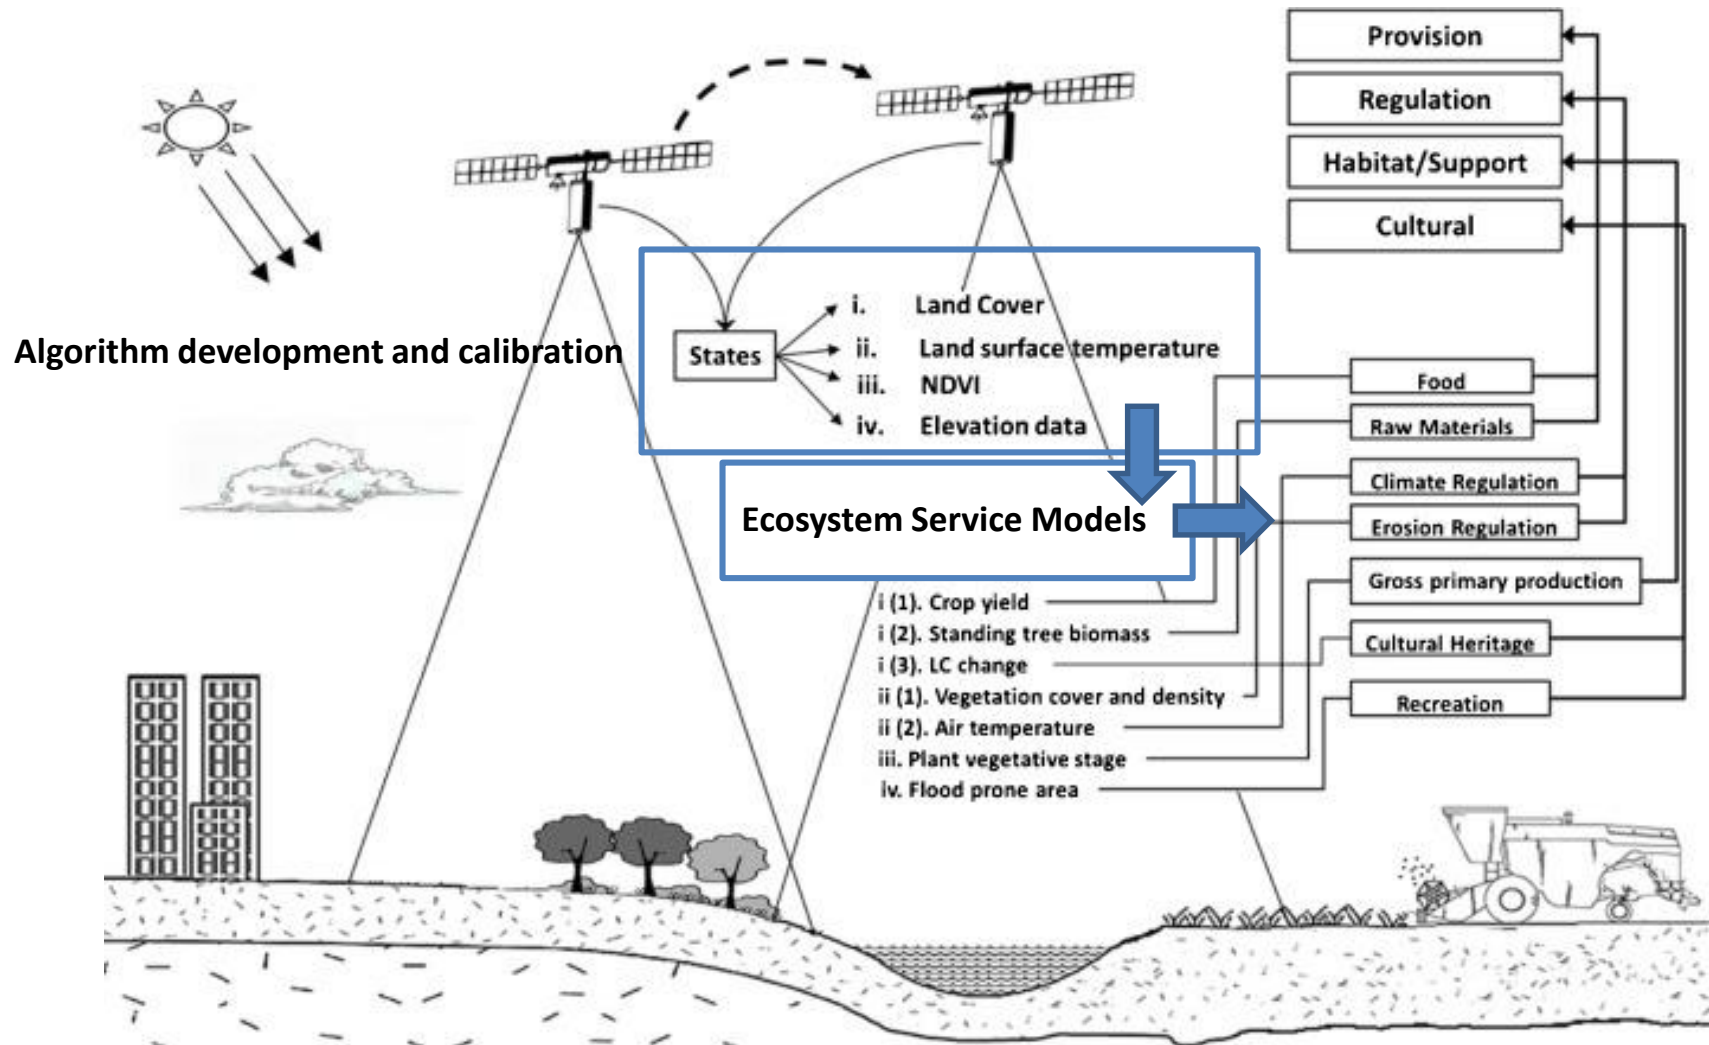 Provision
Regulation
Habitat/Support
Cultural
Algorithm development and calibration
States
i. Land Cover
ii. Land surface temperature
iii. NDVI
iv. Elevation data
Ecosystem Service Models
Food
Raw Materials
Climate Regulation
Erosion Regulation
Gross primary production
Cultural Heritage
Recreation
i (1). Crop yield
i (2). Standing tree biomass
i (3). LC change
ii (1). Vegetation cover and density
ii (2). Air temperature
iii. Plant vegetative stage
iv. Flood prone area